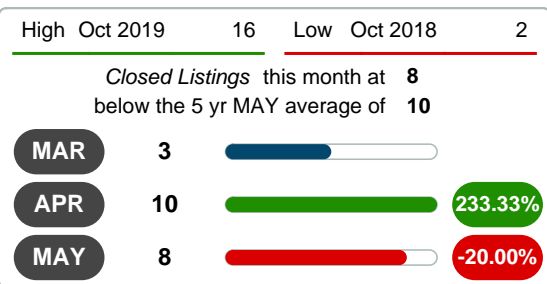 High Oct 2019 16 Low Oct 2018 2
Closed Listings this month at 8
below the 5 yr MAY average of 10
MAR 3
APR 10 233.33%
MAY 8 -20.00%